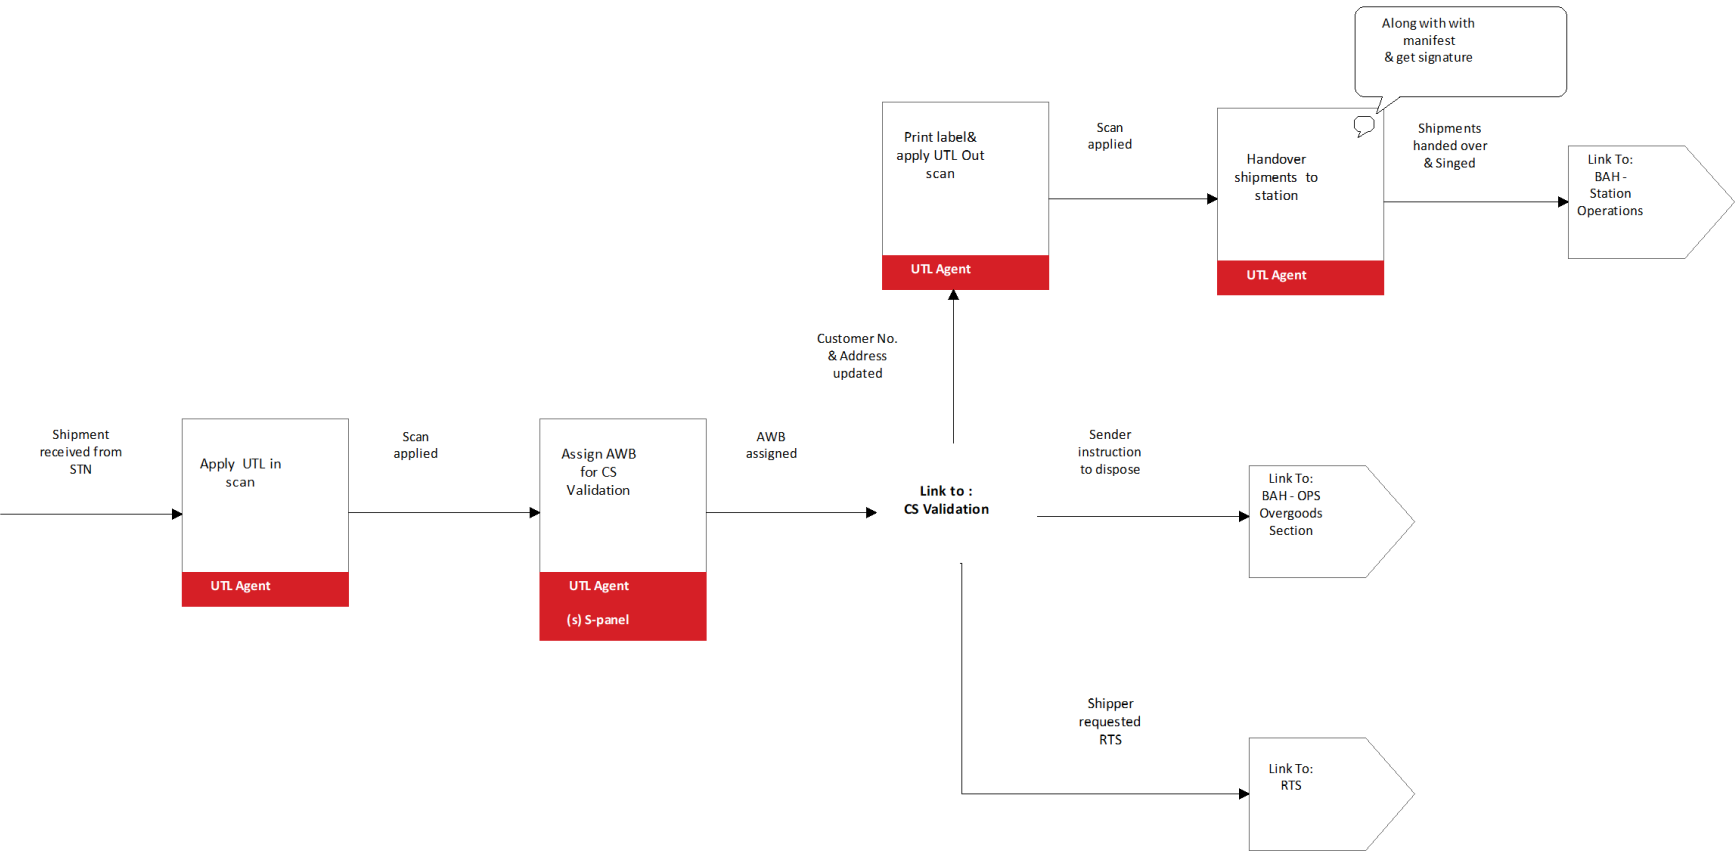 Along with with
manifest
& get signature
Print label&
apply UTL Out
scan
UTL Agent
Scan
applied
Handover
shipments to
station
UTL Agent
Shipments
handed over
& Singed
Link To:
BAH -
Station
Operations
Customer No.
& Address
updated
Shipment
received from
STN
Apply UTL in
scan
UTL Agent
Scan
applied
Assign AWB
for CS
Validation
UTL Agent
(s) S-panel
AWB
assigned
Link to :
CS Validation
Sender
instruction
to dispose
Link To:
BAH - OPS
Overgoods
Section
Shipper
requested
RTS
Link To:
RTS